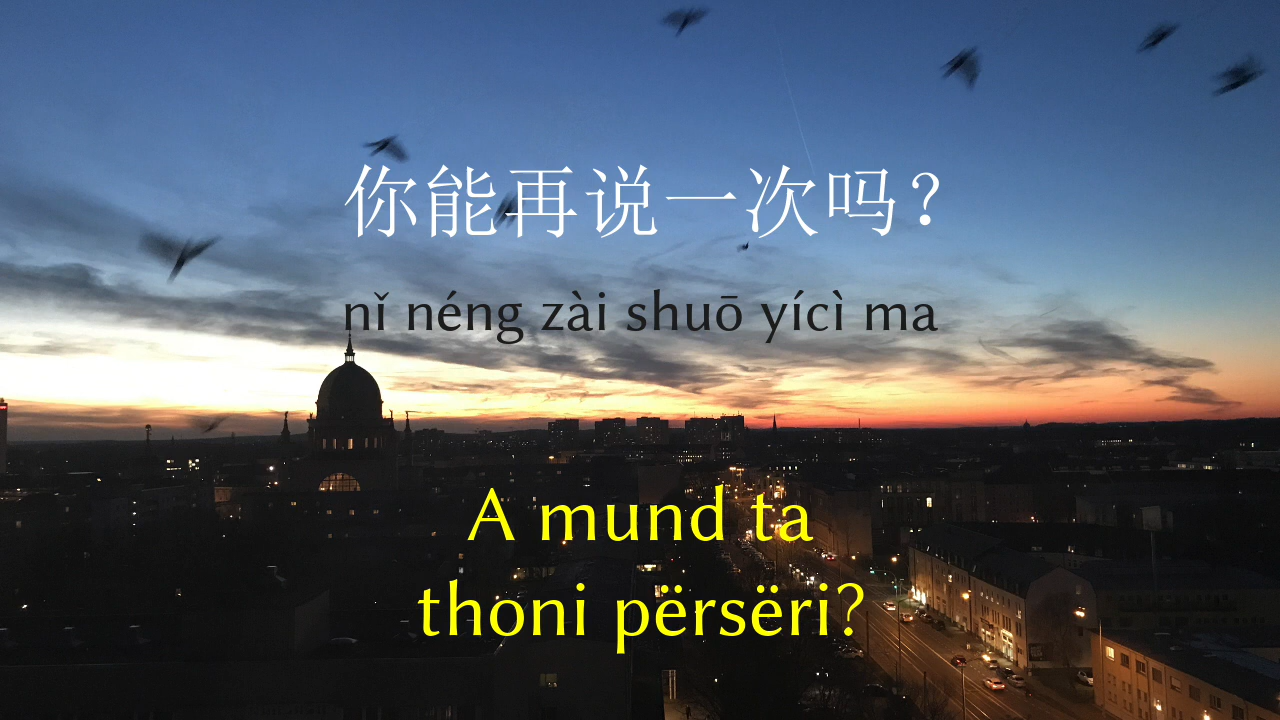 你能再说一次吗？
nǐ néng zài shuō yícì ma
A mund ta
thoni përsëri?